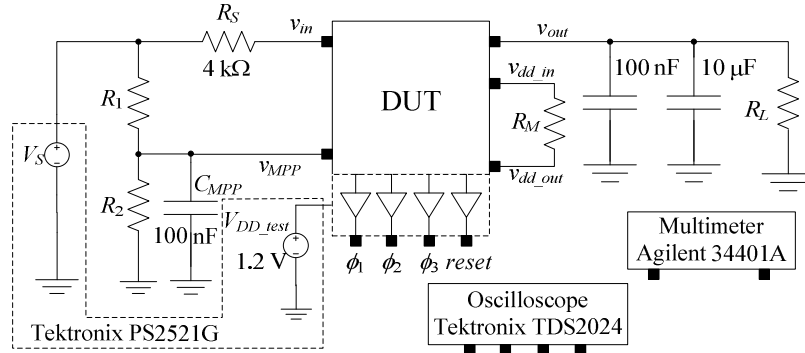 R_S
v_in
4 kΩ
R_1
V_S
v_MPP
R_2
C_MPP
100 nF
V_DD_test
1.2 V
DUT
v_out
v_dd_in
R_M
v_dd_out
100 nF
10 μF
R_L
ϕ_1 ϕ_2 ϕ_3 reset
Multimeter
Agilent 34401A
Oscilloscope
Tektronix TDS2024
Tektronix PS2521G